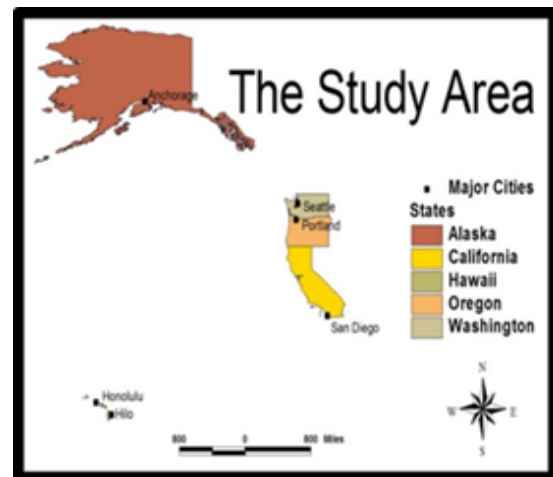 The Study Area
Anchorage
Major Cities
Seattle
States
Portland
Alaska
California
Hawaii
Oregon
Washington
San Diego
Honolulu
Hilo
N
W E
S
800 0 800 Miles